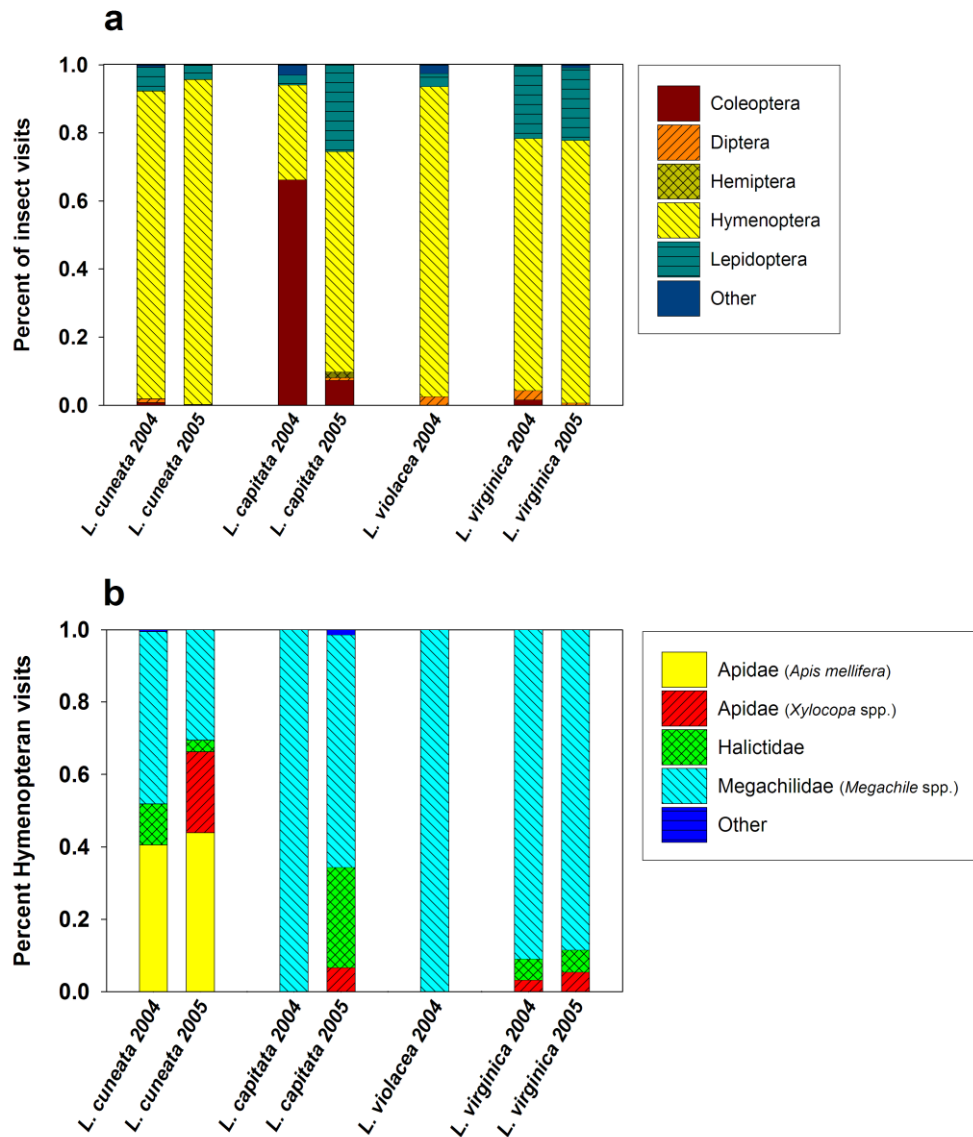 a
Percent of insect visits
1.0
0.8
0.6
0.4
0.2
0.0
L. cuneata 2004
L. cuneata 2005
L. capitata 2004
L. capitata 2005
L. violacea 2004
L. virginica 2004
L. virginica 2005
Coleoptera
Diptera
Hemiptera
Hymenoptera
Lepidoptera
Other
b
Percent Hymenopteran visits
1.0
0.8
0.6
0.4
0.2
0.0
L. cuneata 2004
L. cuneata 2005
L. capitata 2004
L. capitata 2005
L. violacea 2004
L. virginica 2004
L. virginica 2005
Apidae (Apis mellifera)
Apidae (Xylocopa spp.)
Halictidae
Megachilidae (Megachile spp.)
Other